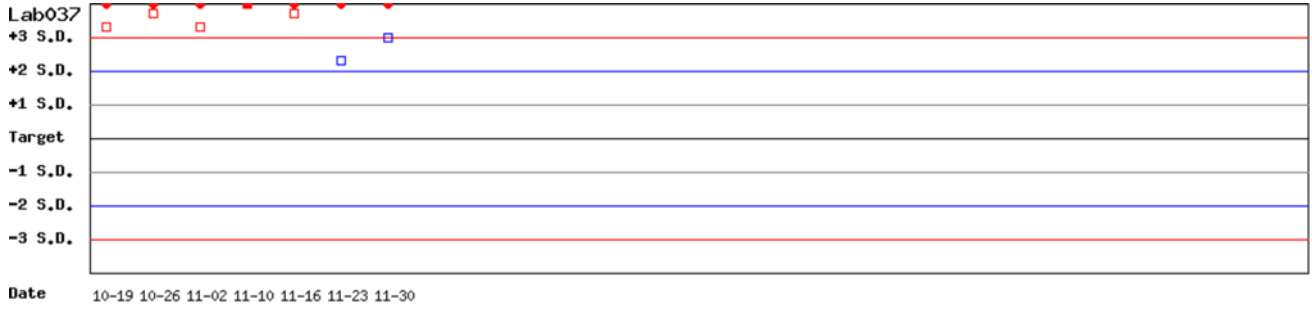 Lab037
+3 S.D.
+2 S.D.
+1 S.D.
Target
-1 S.D.
-2 S.D.
-3 S.D.
Date 10-19 10-26 11-02 11-10 11-16 11-23 11-30